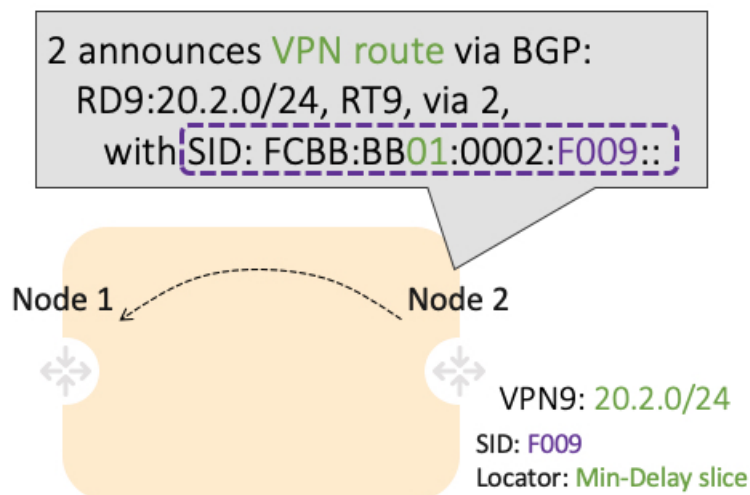 2 announces VPN route via BGP:
RD9:20.2.0/24, RT9, via 2,
with SID: FCBB:BB01:0002:F009::
Node 1
Node 2
VPN9: 20.2.0/24
SID: F009
Locator: Min-Delay slice